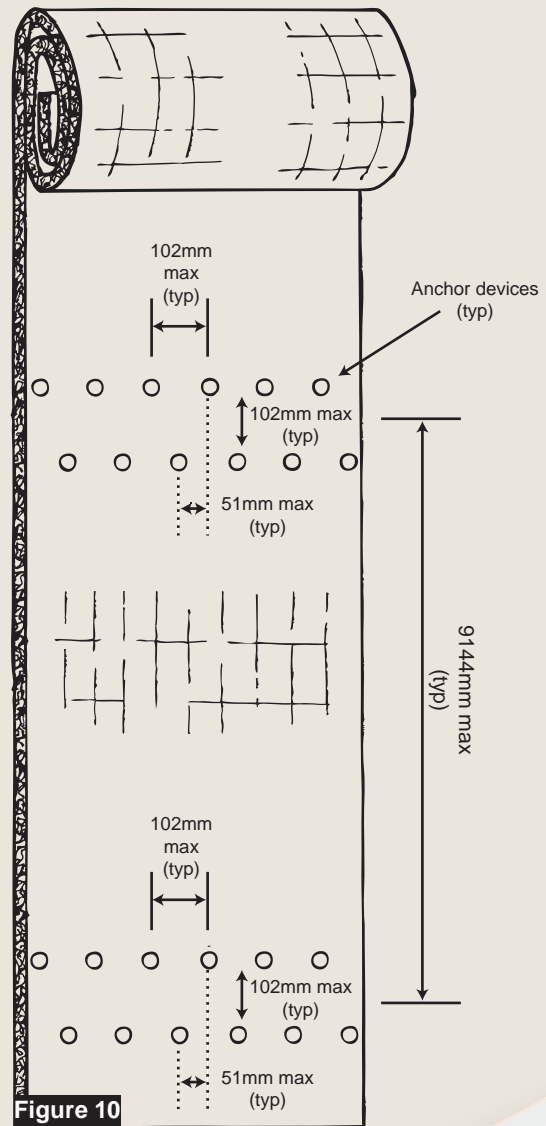 102mm
max
(typ)
Anchor devices
(typ)
102mm max
(typ)
51mm max
(typ)
9144mm max
(typ)
102mm
max
(typ)
102mm max
(typ)
51mm max
(typ)
Figure 10